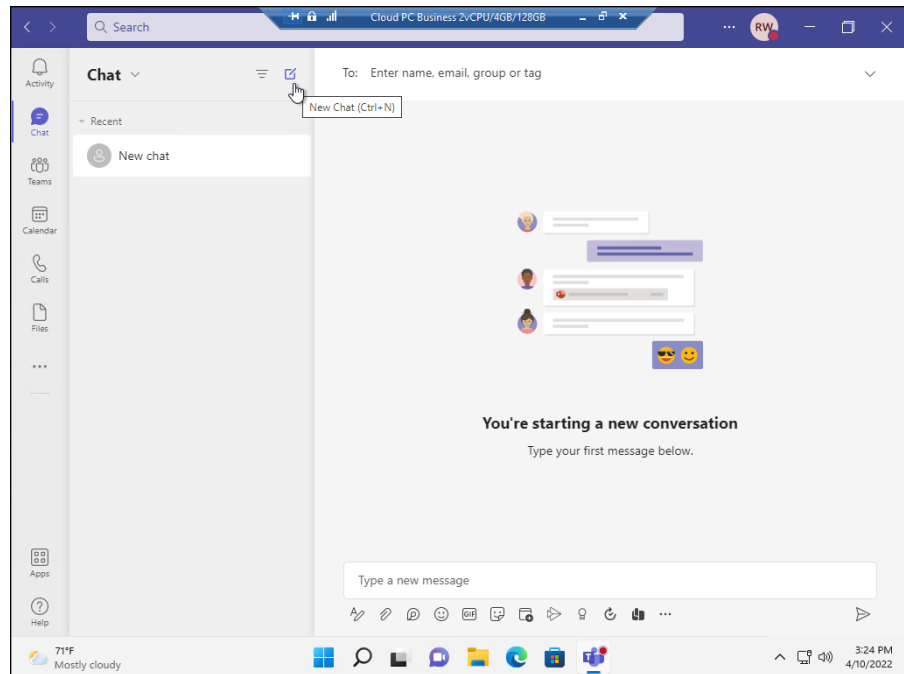 Cloud PC Business 2vCPU/4GB/128GB
Search
RW
Activity
Chat
Teams
Calendar
Calls
Files
Apps
Help
Chat
New Chat (Ctrl+N)
Recent
New chat
To: Enter name, email, group or tag
You're starting a new conversation
Type your first message below.
Type a new message
GIF
71°F
Mostly cloudy
3:24 PM
4/10/2022